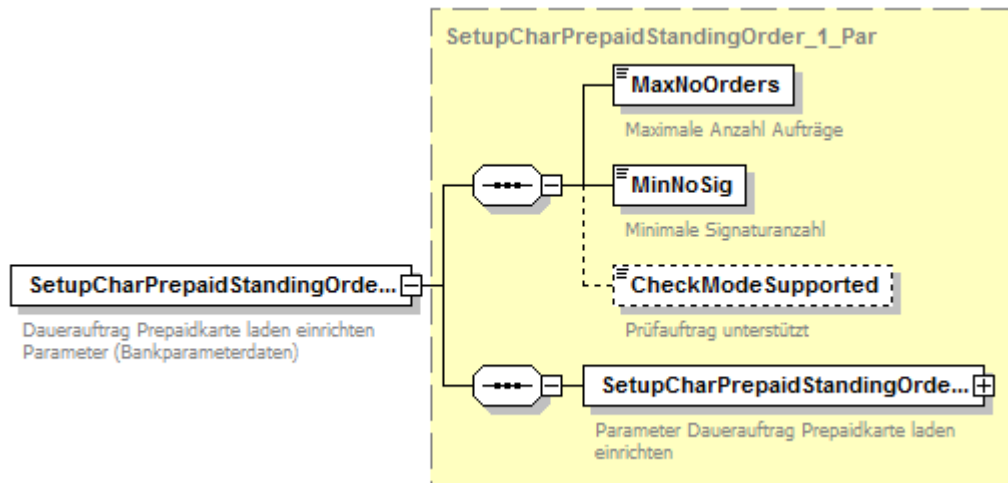 SetupCharPrepaidStandingOrder_1_Par
MaxNoOrders
Maximale Anzahl Aufträge
MinNoSig
Minimale Signaturanzahl
CheckModeSupported
Prüfauftrag unterstützt
SetupCharPrepaidStandingOrde...
Dauerauftrag Prepaidkarte laden einrichten
Parameter (Bankparameterdaten)
SetupCharPrepaidStandingOrde...
Parameter Dauerauftrag Prepaidkarte laden
einrichten